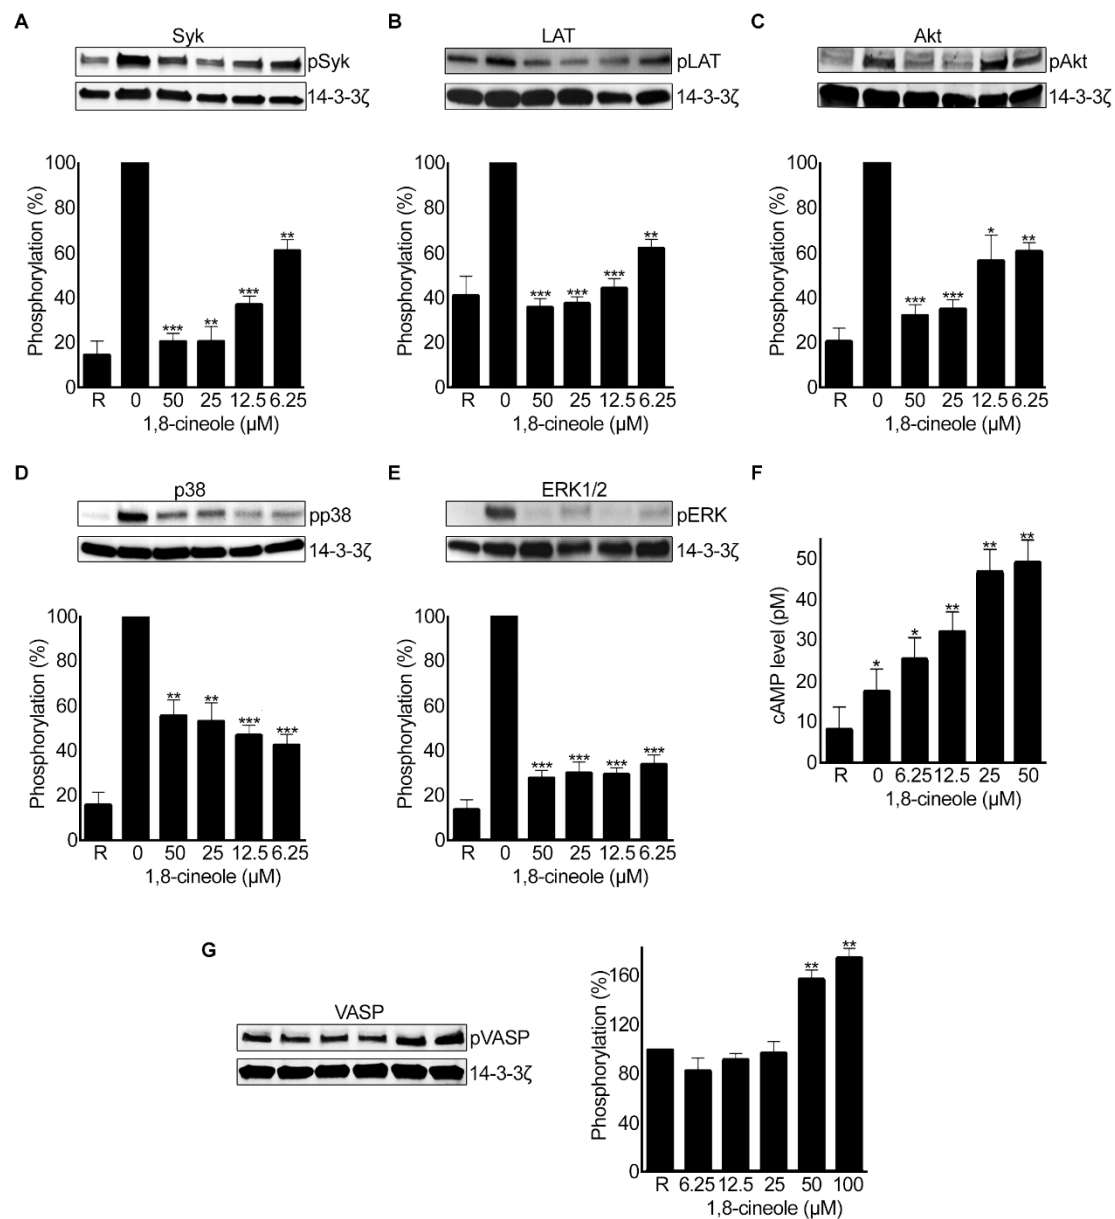 A
Syk
pSyk
14-3-3ζ
100
80
60
40
20
0
Phosphorylation (%)
***
**
***
**
R 0 50 25 12.5 6.25
1,8-cineole (µM)
B
LAT
pLAT
14-3-3ζ
100
80
60
40
20
0
Phosphorylation (%)
***
***
***
**
R 0 50 25 12.5 6.25
1,8-cineole (µM)
C
Akt
pAkt
14-3-3ζ
100
80
60
40
20
0
Phosphorylation (%)
***
***
*
**
R 0 50 25 12.5 6.25
1,8-cineole (µM)
D
p38
pp38
14-3-3ζ
100
80
60
40
20
0
Phosphorylation (%)
**
**
***
***
R 0 50 25 12.5 6.25
1,8-cineole (µM)
E
ERK1/2
pERK
14-3-3ζ
100
80
60
40
20
0
Phosphorylation (%)
***
***
***
***
R 0 50 25 12.5 6.25
1,8-cineole (µM)
F
50
40
30
20
10
0
cAMP level (pM)
*
*
**
**
**
R 0 6.25 12.5 25 50
1,8-cineole (µM)
G
VASP
pVASP
14-3-3ζ
160
120
80
40
0
Phosphorylation (%)
**
**
R 6.25 12.5 25 50 100
1,8-cineole (µM)